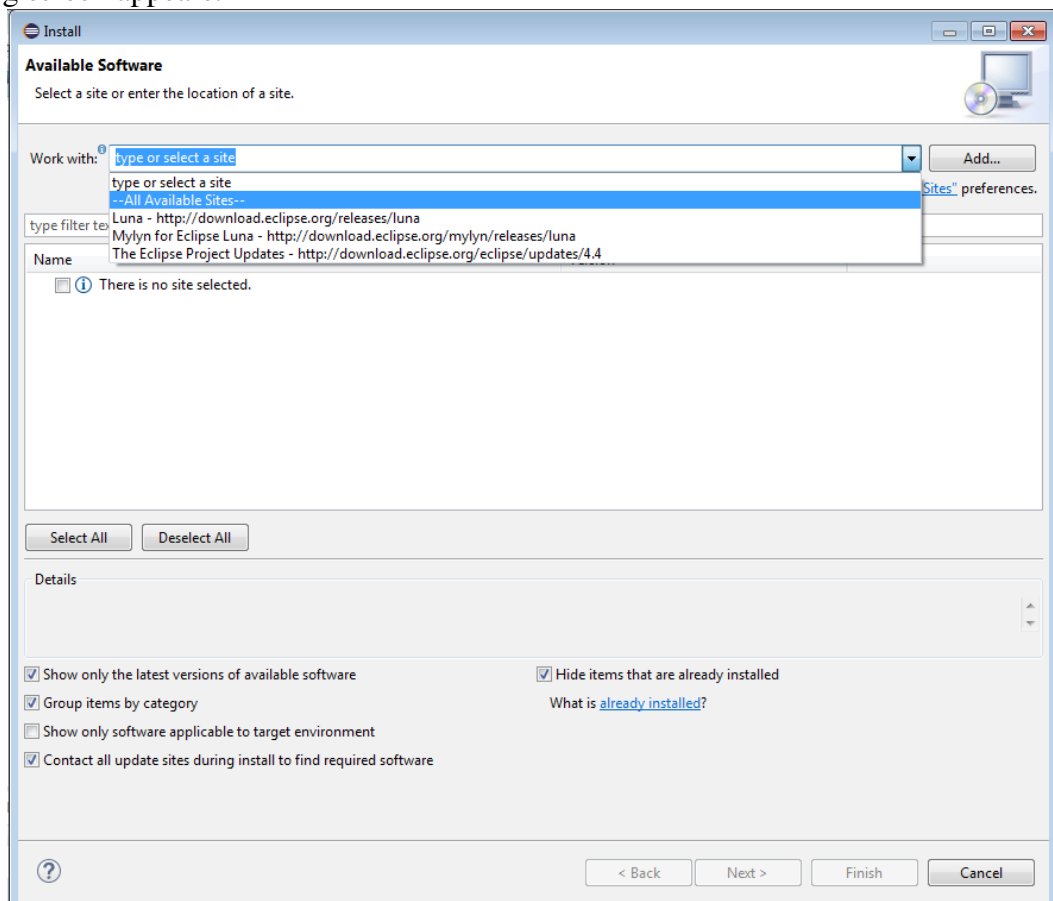 Install
Available Software
Select a site or enter the location of a site.
Work with: type or select a site Add...
type or select a site
--All Available Sites-- Sites" preferences.
Luna - http://download.eclipse.org/releases/luna
type filter te
Mylyn for Eclipse Luna - http://download.eclipse.org/mylyn/releases/luna
The Eclipse Project Updates - http://download.eclipse.org/eclipse/updates/4.4
Name
There is no site selected.
Select All Deselect All
Details
Show only the latest versions of available software Hide items that are already installed
Group items by category What is already installed?
Show only software applicable to target environment
Contact all update sites during install to find required software
< Back Next > Finish Cancel